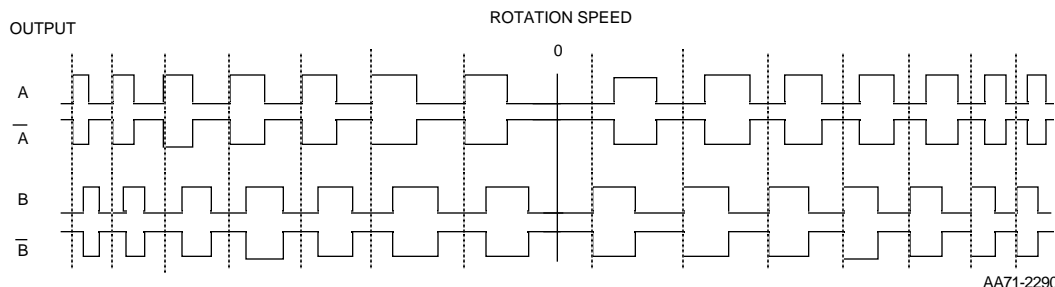 ROTATION SPEED
OUTPUT
0
A
A̅
B
B̅
AA71-2290